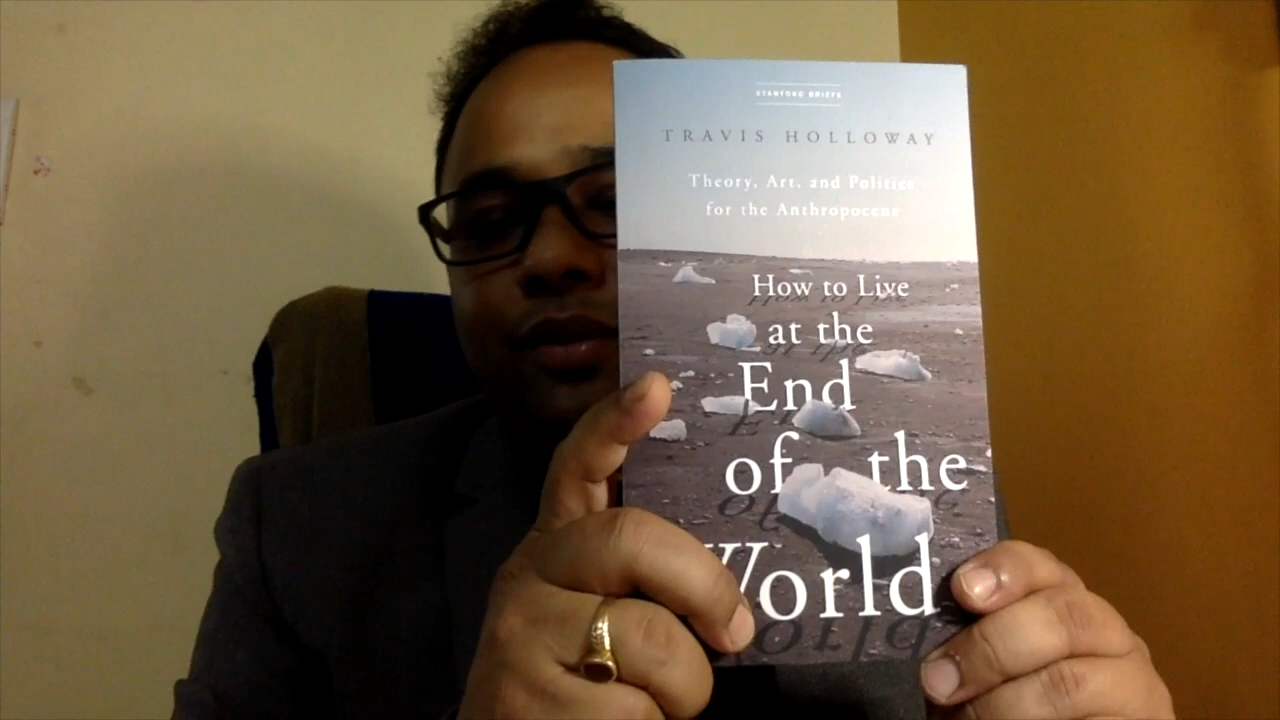 STANFORD BRIEFS
TRAVIS HOLLOWAY
Theory, Art, and Politics
for the Anthropocene
How to Live
at the
End
of the
World